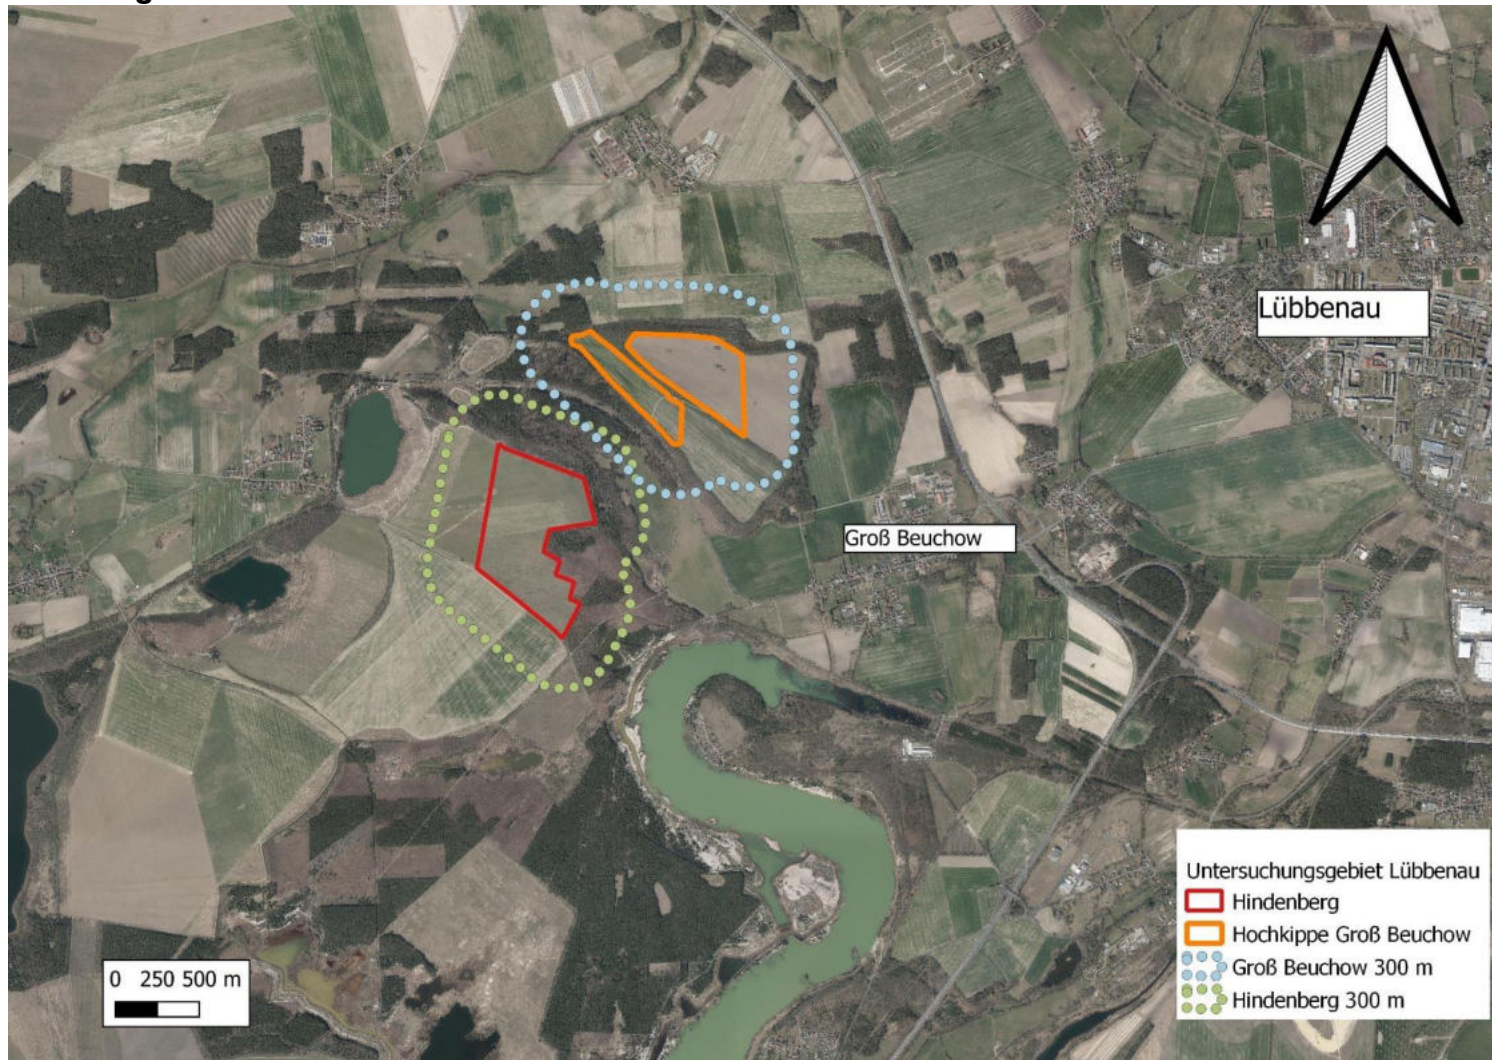 Lübbenau
Groß Beuchow
Untersuchungsgebiet Lübbenau
Hindenberg
Hochkippe Groß Beuchow
Groß Beuchow 300 m
Hindenberg 300 m
0 250 500 m